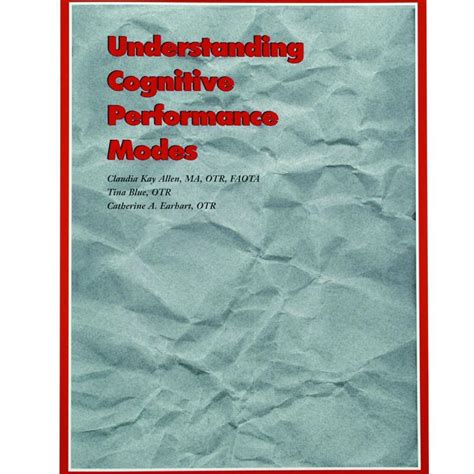 Understanding
Cognitive
Performance
Modes
Claudia Kay Allen, MA, OTR, FAOTA
Tina Blue, OTR
Catherine A. Earhart, OTR